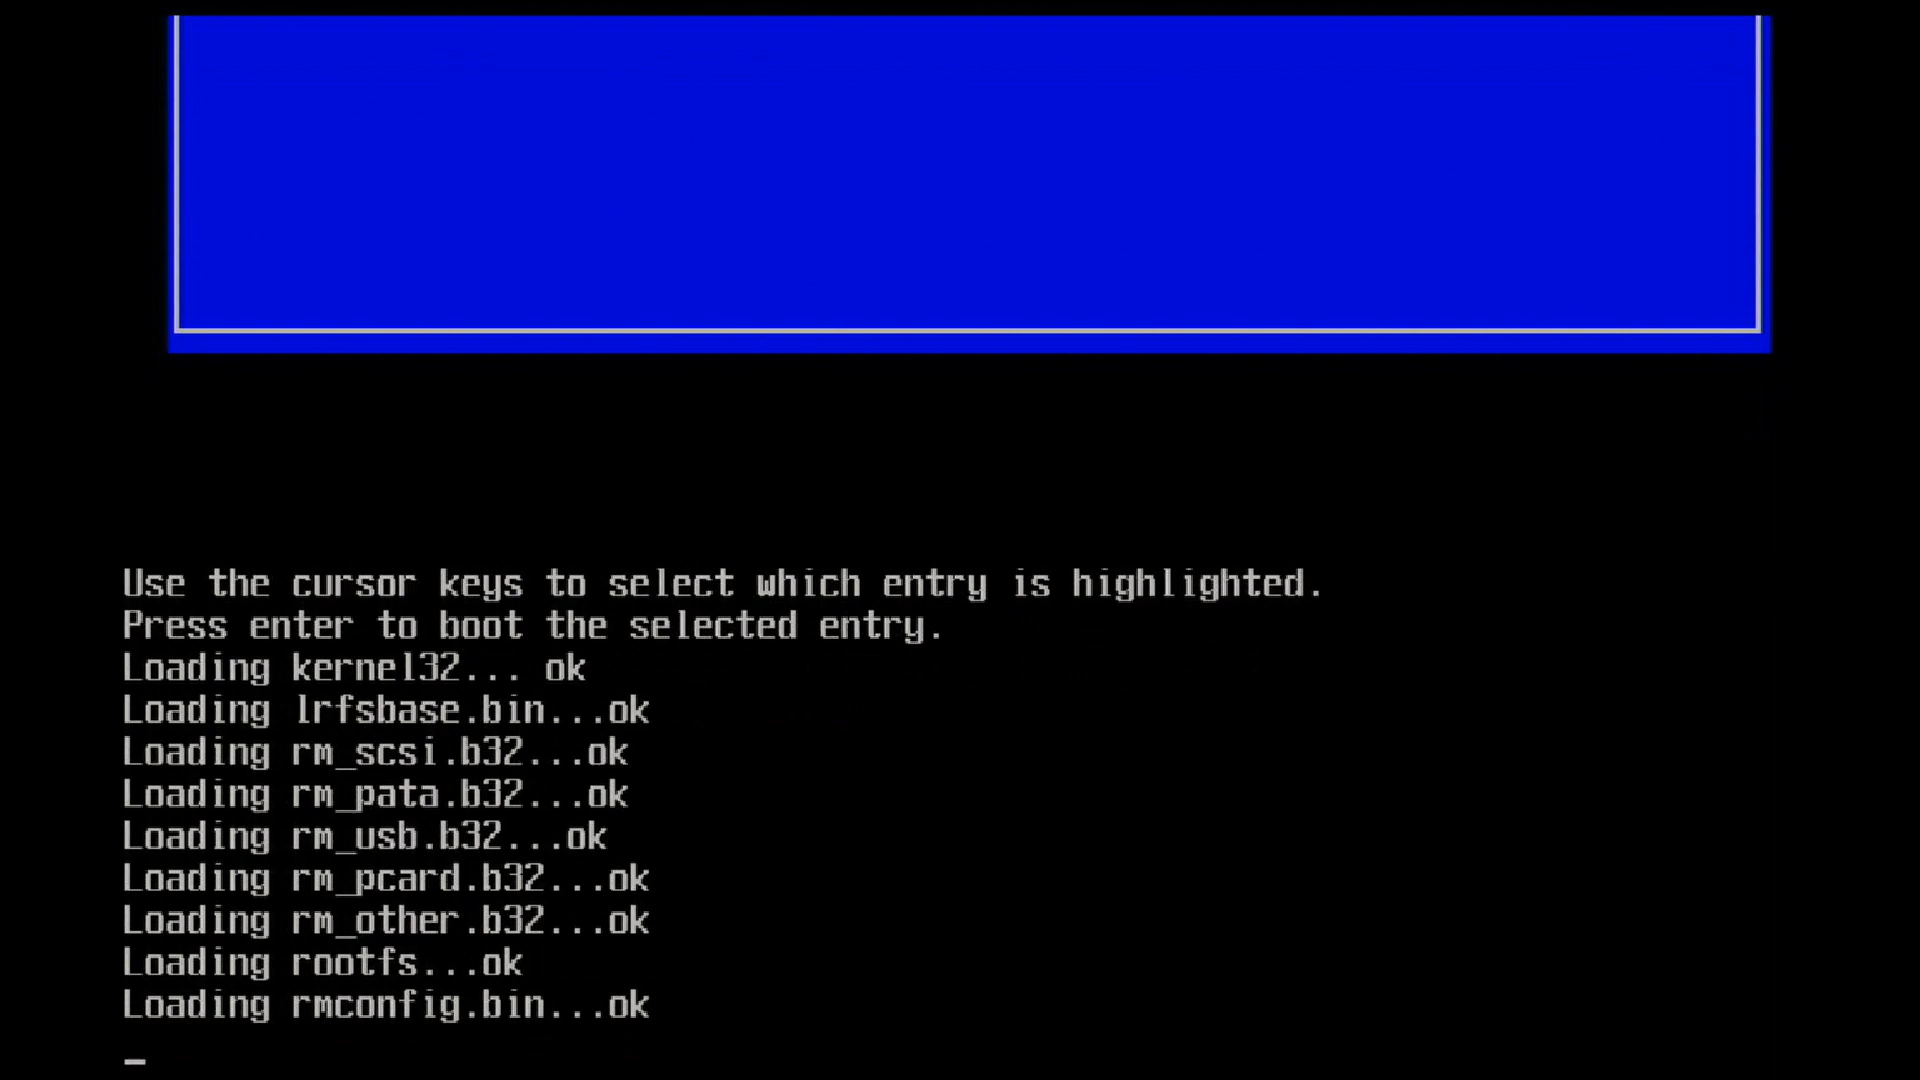 Use the cursor keys to select which entry is highlighted.
Press enter to boot the selected entry.
Loading kernel32... ok
Loading lrfsbase.bin...ok
Loading rm_scsi.b32...ok
Loading rm_pata.b32...ok
Loading rm_usb.b32...ok
Loading rm_pcard.b32...ok
Loading rm_other.b32...ok
Loading rootfs...ok
Loading rmconfig.bin...ok
_